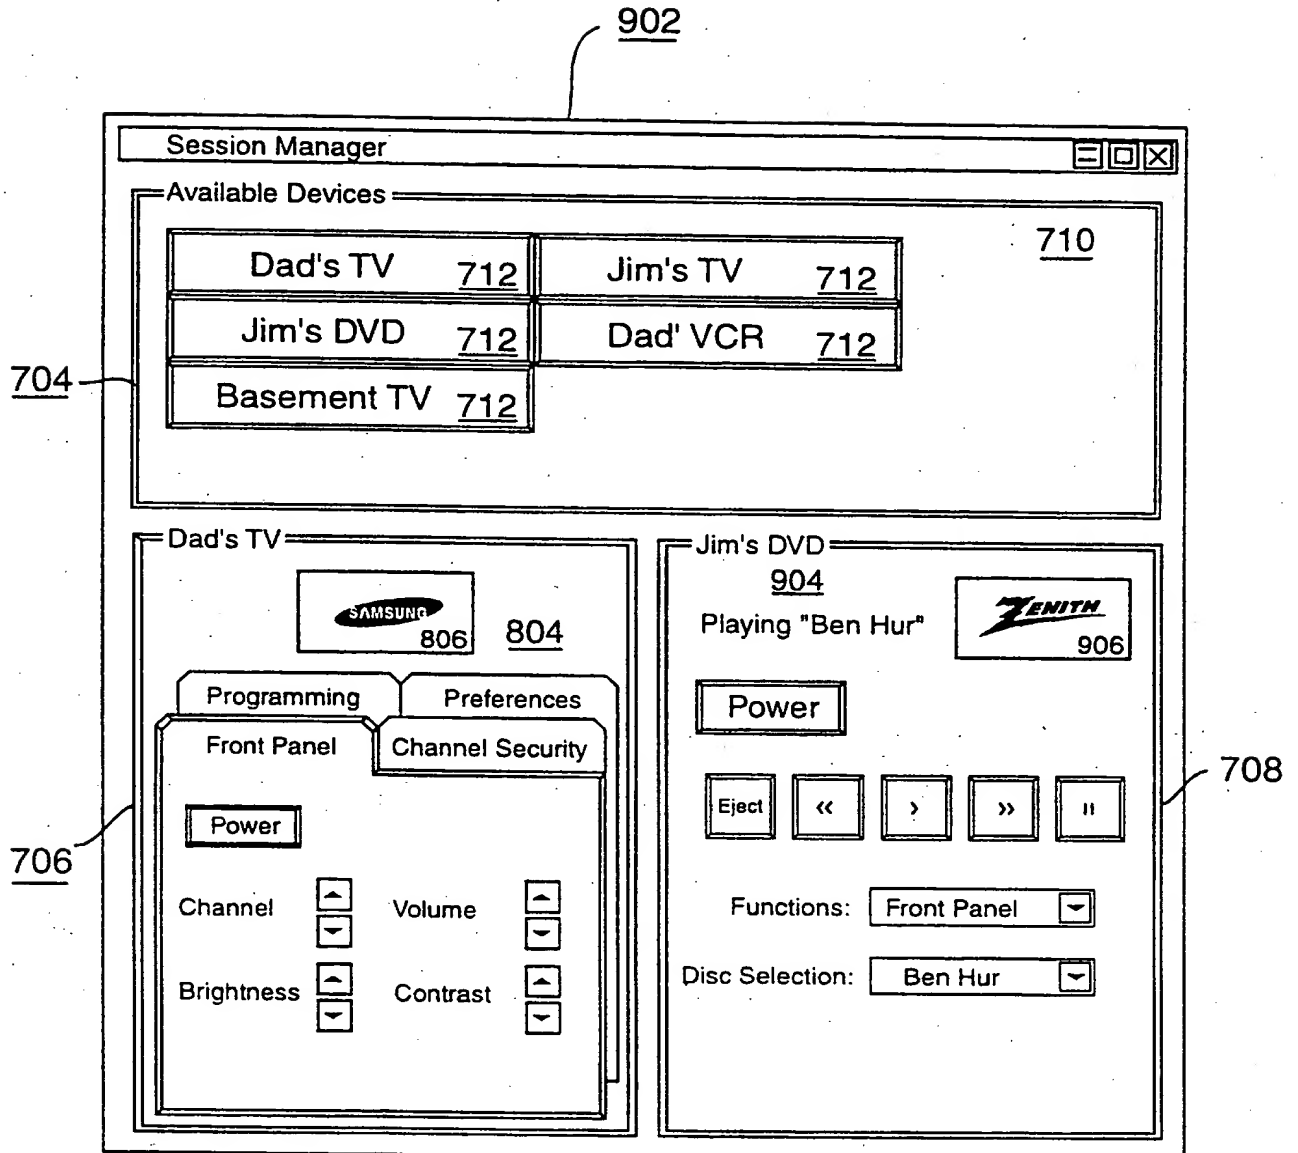 902
Session Manager
Available Devices
710
Dad's TV 712
Jim's TV 712
Jim's DVD 712
Dad' VCR 712
704
Basement TV 712
Dad's TV
SAMSUNG
806
804
Programming
Preferences
Front Panel
Channel Security
Power
706
Channel
Volume
Brightness
Contrast
Jim's DVD
904
Playing "Ben Hur"
ZENITH
906
Power
708
Eject « › » II
Functions: Front Panel
Disc Selection: Ben Hur